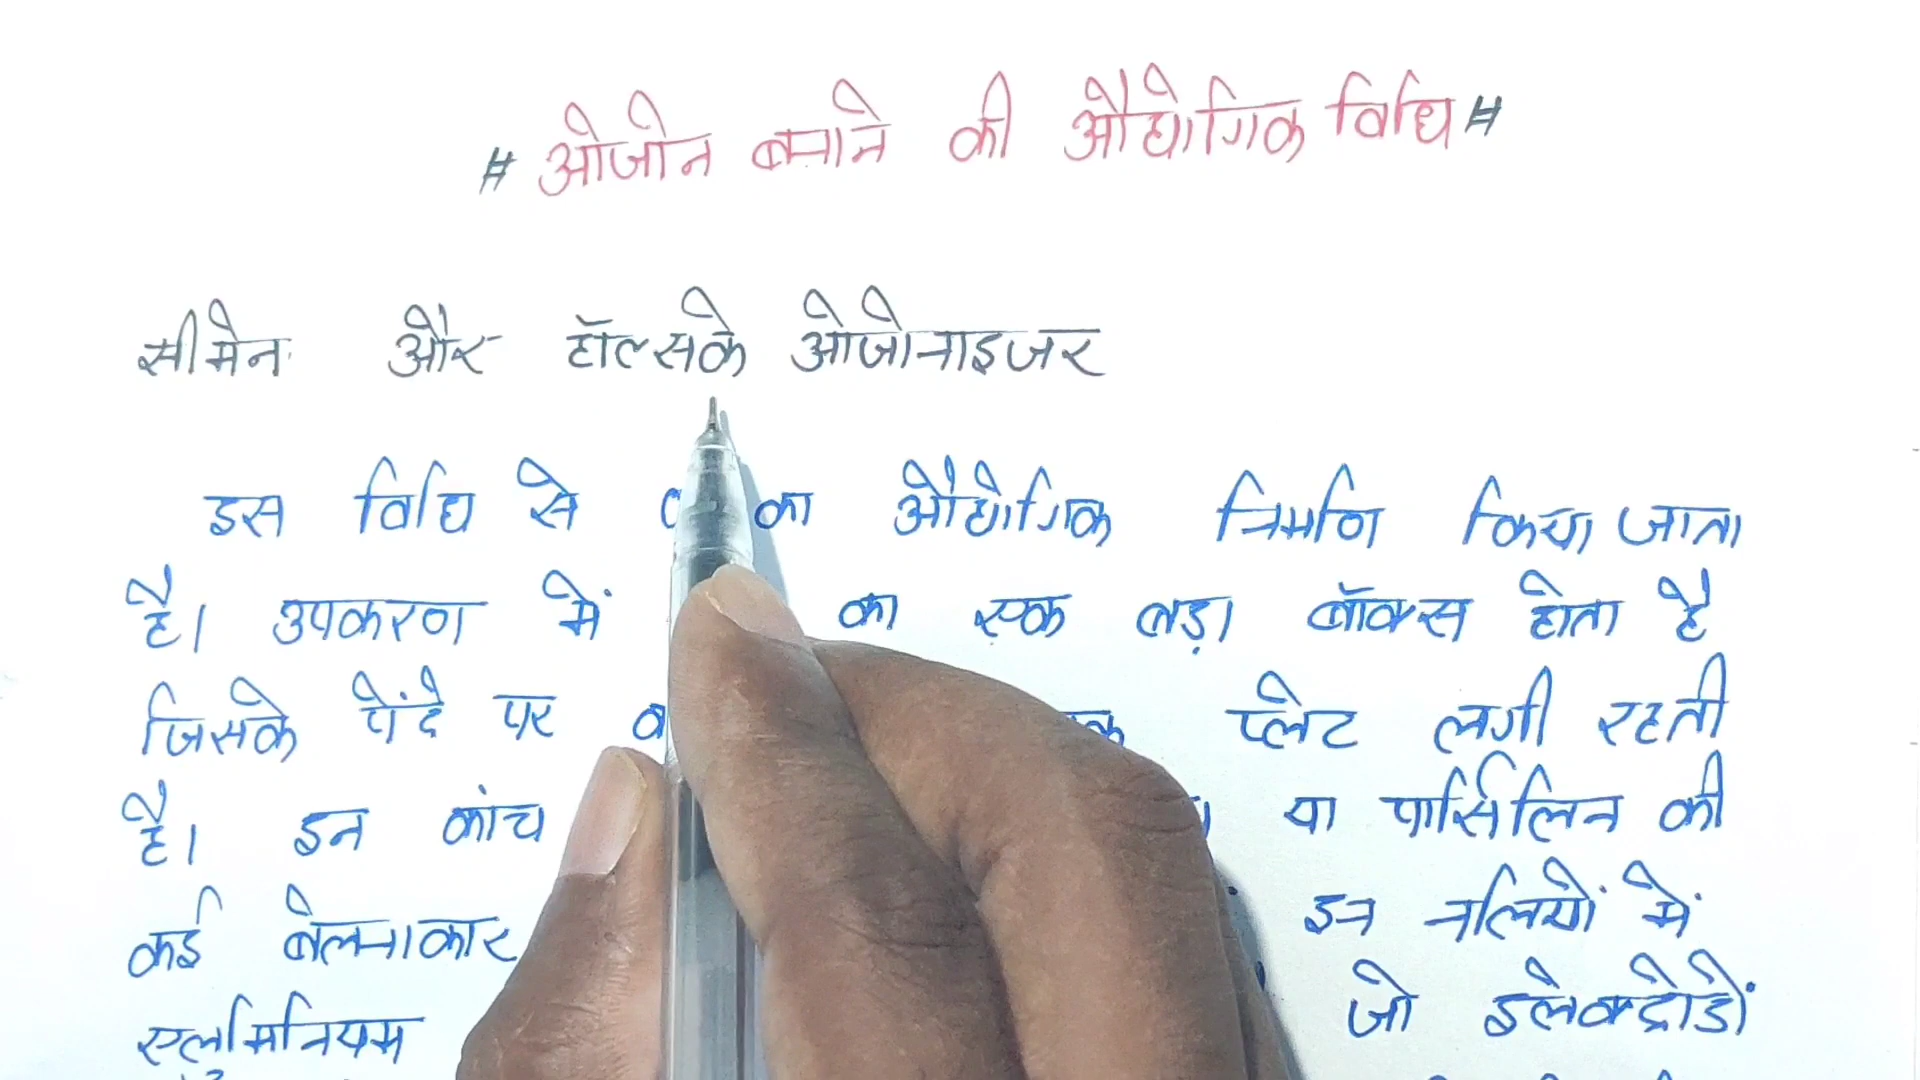 # ओजोन बनाने की औद्योगिक विधि #
सीमेन और हॉल्सके ओजोनाइजर
इस विधि से का औद्योगिक निर्माण किया जाता
है। उपकरण में का एक बड़ा बॉक्स होता है
जिसके पेंदे पर प्लेट लगी रहती
है। इन कांच या पार्सिलिन की
कई बेलनाकार इन नलियों में
एलुमिनियम जो इलेक्ट्रोडों